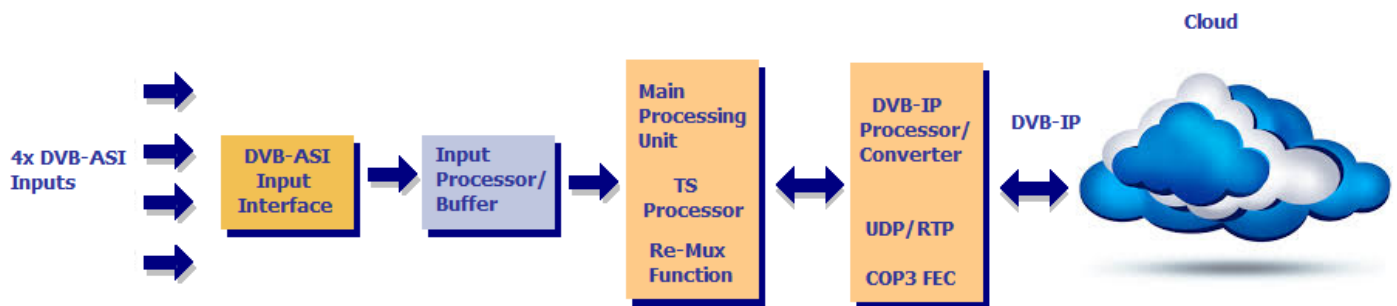 4x DVB-ASI
Inputs
DVB-ASI
Input
Interface
Input
Processor/
Buffer
Main
Processing
Unit
TS
Processor
Re-Mux
Function
DVB-IP
Processor/
Converter
UDP/RTP
COP3 FEC
DVB-IP
Cloud